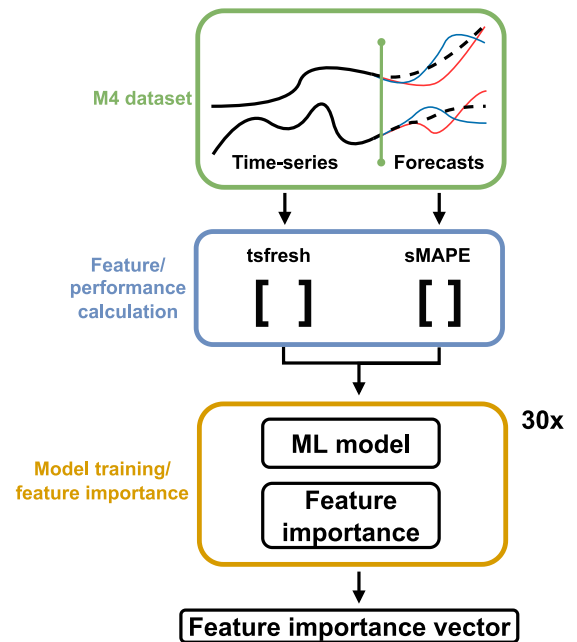 M4 dataset
Time-series
Forecasts
Feature/
performance
calculation
tsfresh
sMAPE
[ ]
[ ]
30x
Model training/
feature importance
ML model
Feature
importance
Feature importance vector